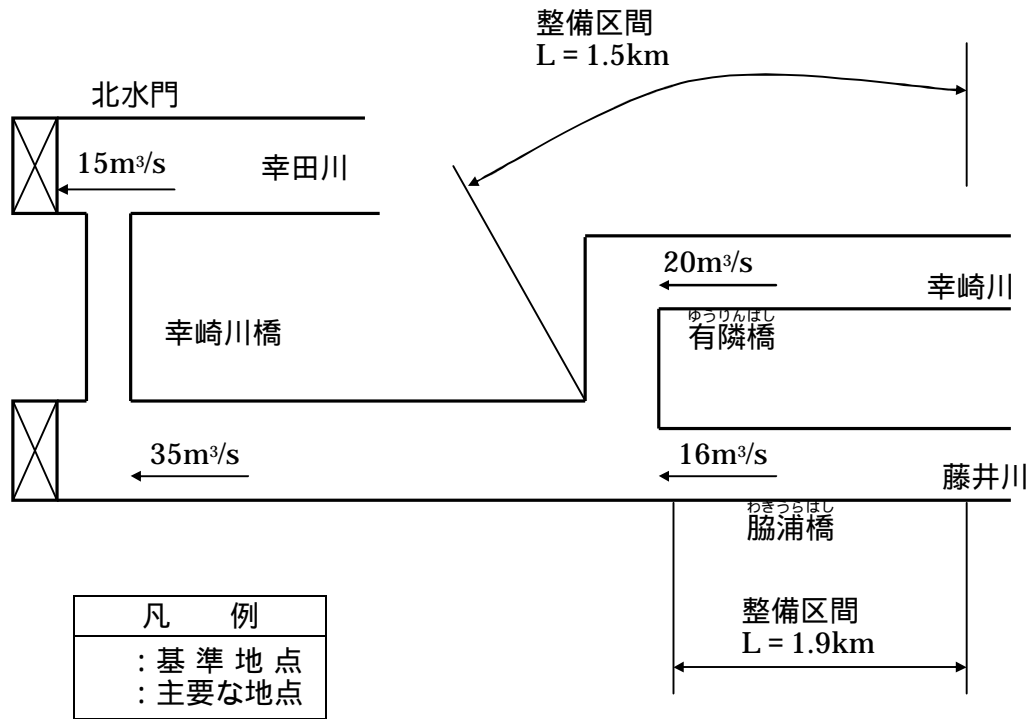 整備区間
L = 1.5km
北水門
15m³/s
幸田川
20m³/s
幸崎川
ゆうりんばし
有隣橋
幸崎川橋
35m³/s
16m³/s
藤井川
わきうらはし
脇浦橋
整備区間
L = 1.9km
凡 例
: 基 準 地 点
: 主要な地点